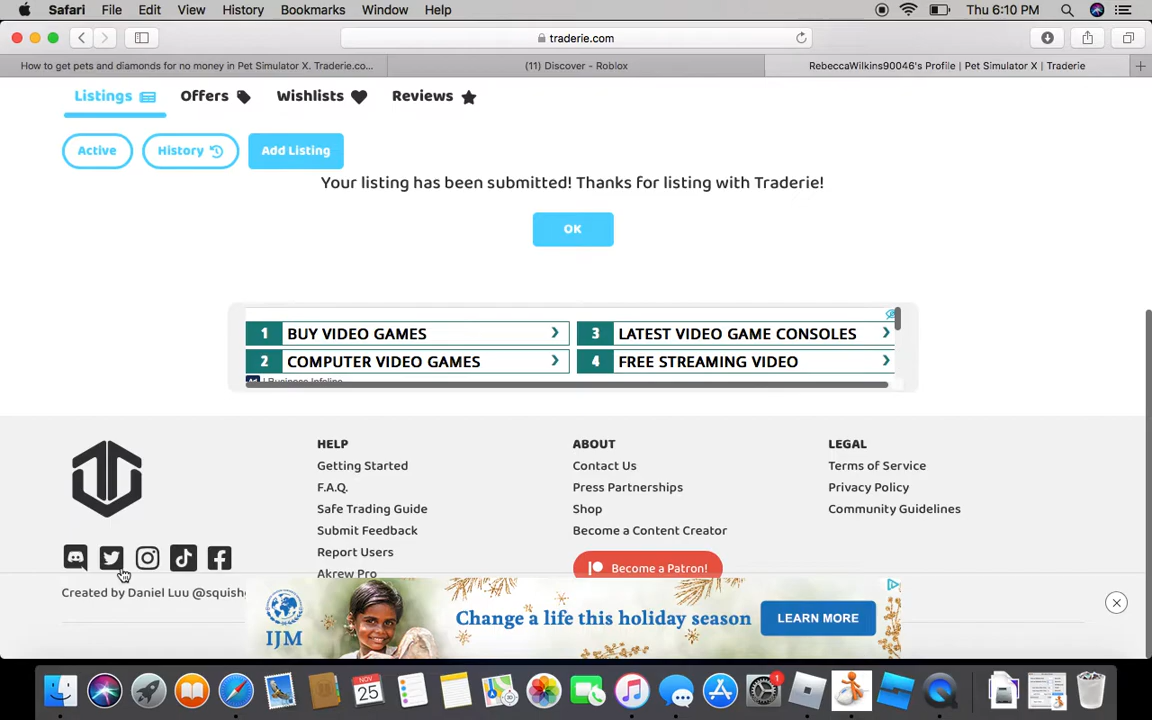 Safari File Edit View History Bookmarks Window Help Thu 6:10 PM
traderie.com
How to get pets and diamonds for no money in Pet Simulator X. Traderie.co... (11) Discover - Roblox RebeccaWilkins90046's Profile | Pet Simulator X | Traderie
Listings Offers Wishlists Reviews
Active History Add Listing
Your listing has been submitted! Thanks for listing with Traderie!
OK
1 BUY VIDEO GAMES 3 LATEST VIDEO GAME CONSOLES
2 COMPUTER VIDEO GAMES 4 FREE STREAMING VIDEO
Ad | Business Infoline
HELP ABOUT LEGAL
Getting Started Contact Us Terms of Service
F.A.Q. Press Partnerships Privacy Policy
Safe Trading Guide Shop Community Guidelines
Submit Feedback Become a Content Creator
Report Users Become a Patron!
Akrew Pro
Created by Daniel Luu @squish
IJM Change a life this holiday season LEARN MORE
NOV
25
1